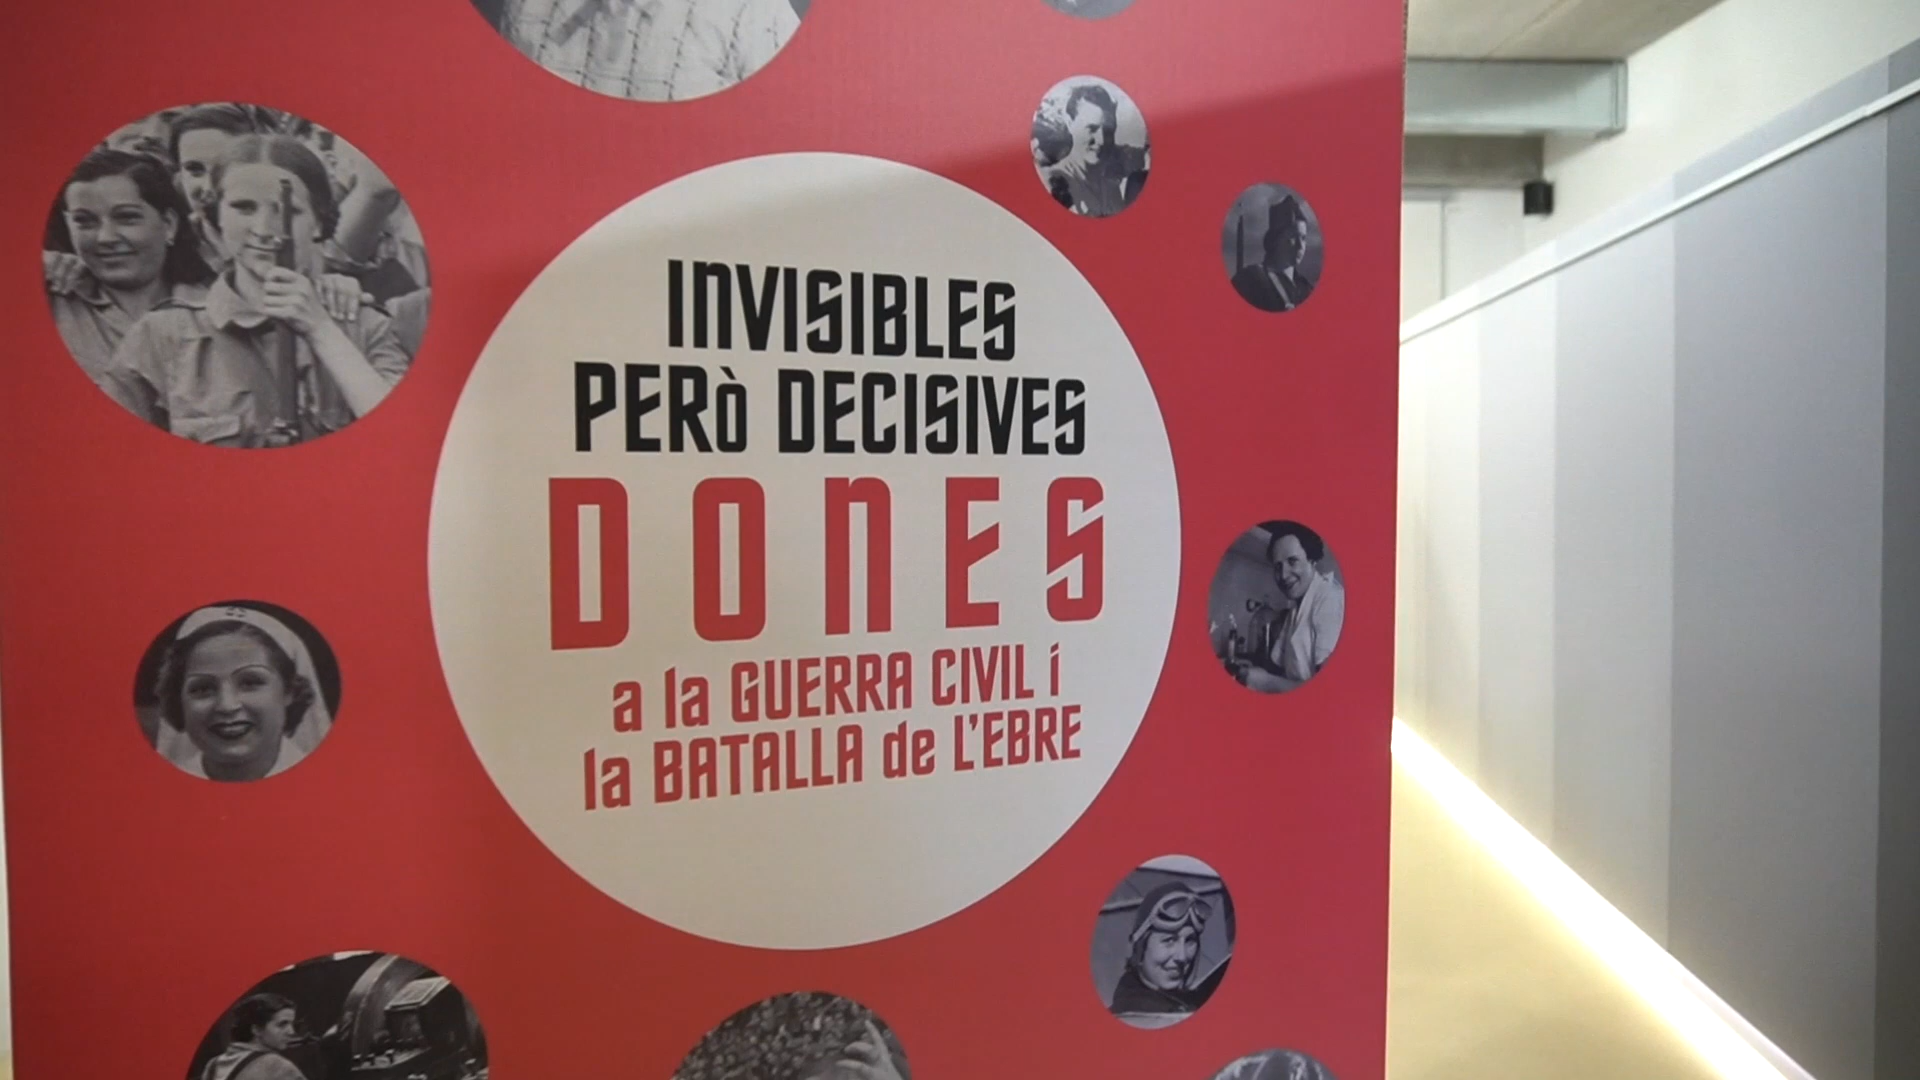 INVISIBLES
PERÒ DECISIVES
DONES
a la GUERRA CIVIL i
la BATALLA de L'EBRE